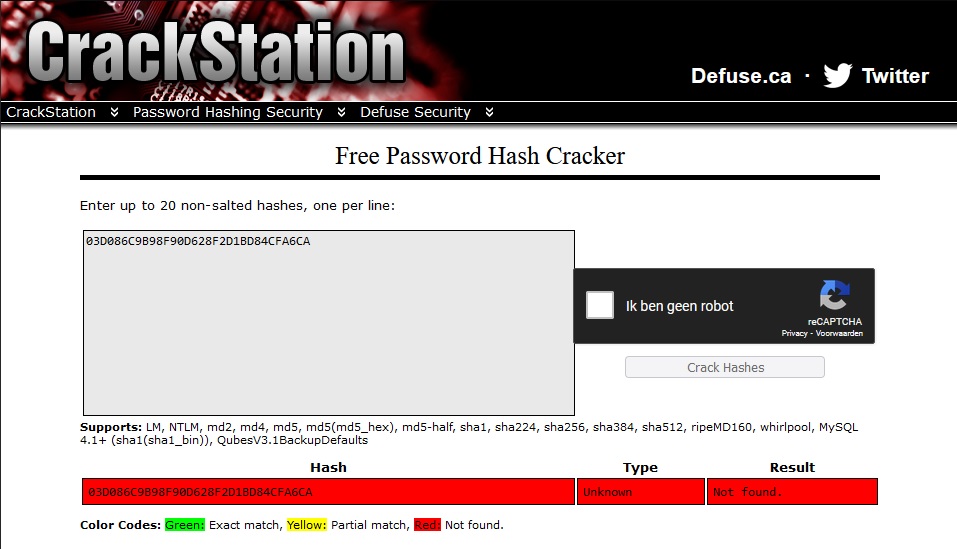 CrackStation
Defuse.ca · Twitter
CrackStation Password Hashing Security Defuse Security
Free Password Hash Cracker
Enter up to 20 non-salted hashes, one per line:
03D086C9B98F90D628F2D1BD84CFA6CA
Ik ben geen robot
reCAPTCHA
Privacy - Voorwaarden
Crack Hashes
Supports: LM, NTLM, md2, md4, md5, md5(md5_hex), md5-half, sha1, sha224, sha256, sha384, sha512, ripeMD160, whirlpool, MySQL
4.1+ (sha1(sha1_bin)), QubesV3.1BackupDefaults
Hash Type Result
03D086C9B98F90D628F2D1BD84CFA6CA Unknown Not found.
Color Codes: Green: Exact match, Yellow: Partial match, Red: Not found.